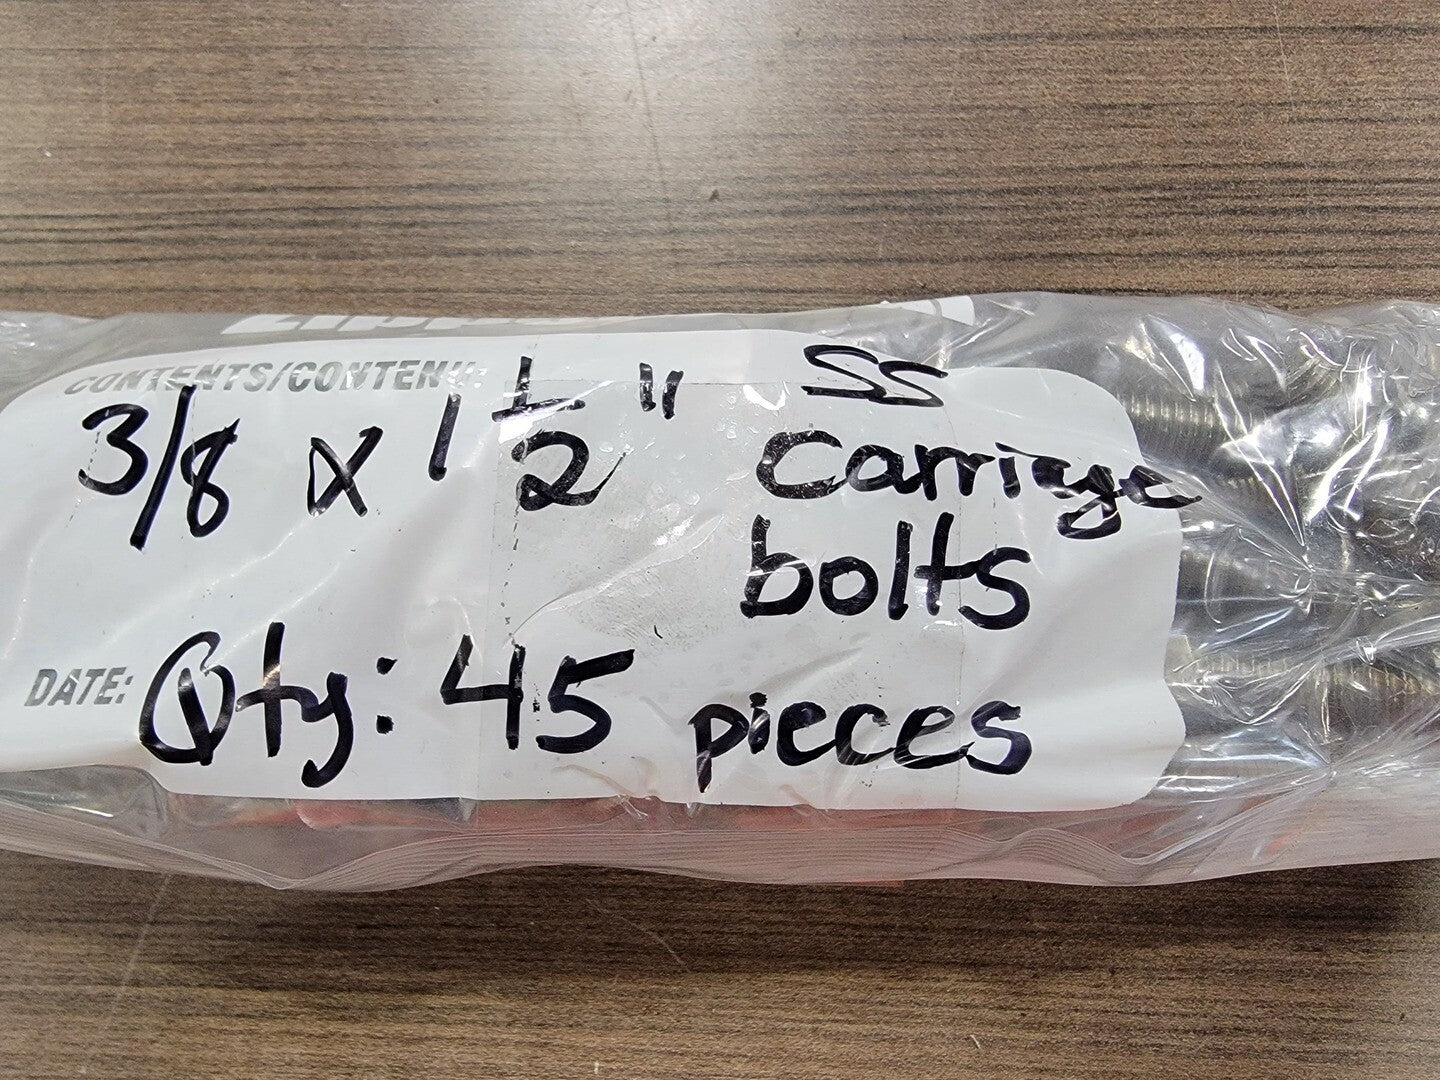 CONTENTS/CONTENU:
3/8 x 1 1/2" SS
Carriage
bolts
DATE:
Qty: 45 pieces